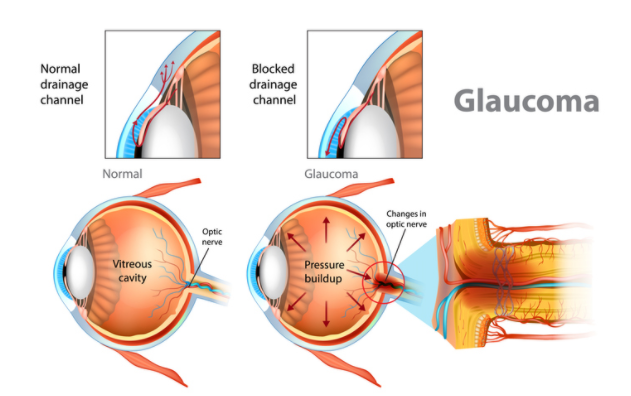 Normal
drainage
channel
Blocked
drainage
channel
Glaucoma
Normal
Glaucoma
Optic
nerve
Vitreous
cavity
Changes in
optic nerve
Pressure
buildup